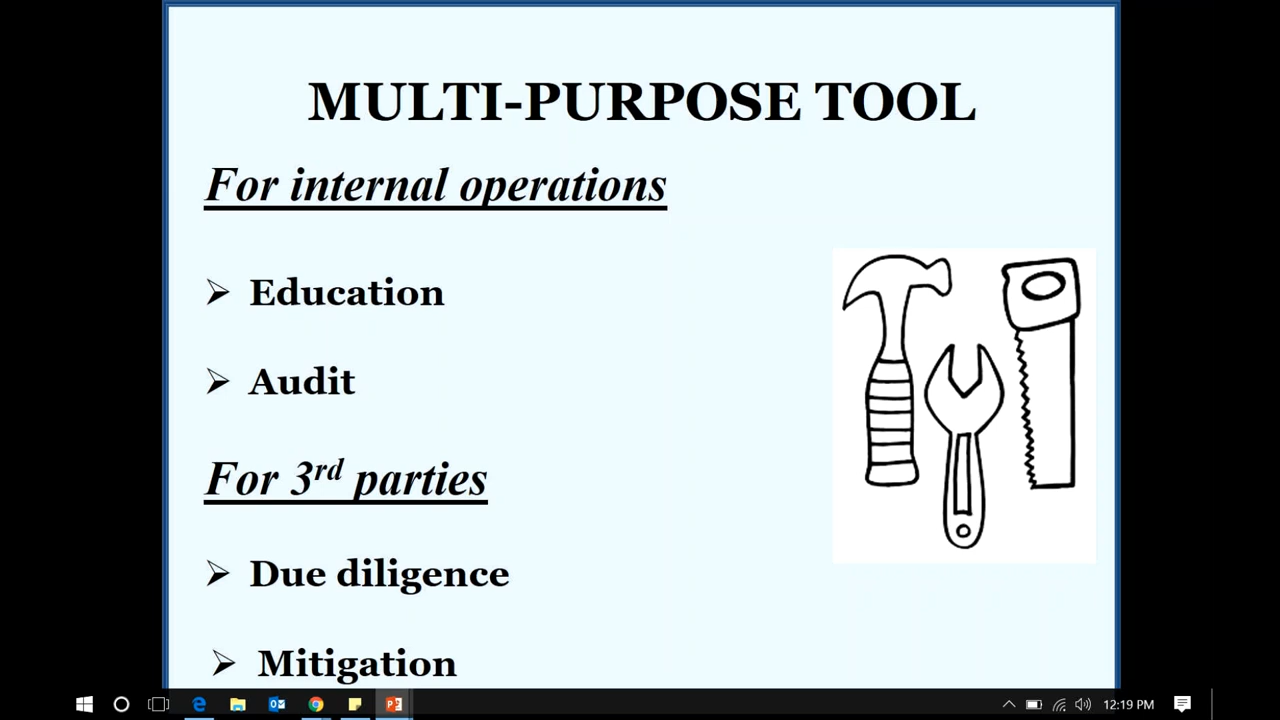 MULTI-PURPOSE TOOL
For internal operations
➢ Education
➢ Audit
For 3rd parties
➢ Due diligence
➢ Mitigation
12:19 PM